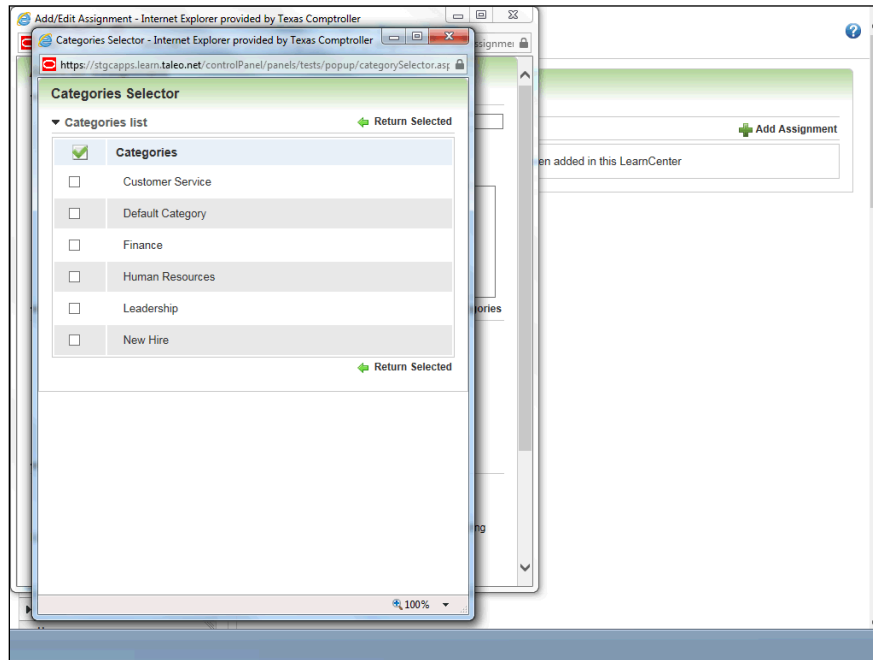 Add/Edit Assignment - Internet Explorer provided by Texas Comptroller
Categories Selector - Internet Explorer provided by Texas Comptroller
https://stgcapps.learn.taleo.net/controlPanel/panels/tests/popup/categorySelector.asp
Categories Selector
Categories list
Return Selected
Add Assignment
Categories
en added in this LearnCenter
Customer Service
Default Category
Finance
Human Resources
Leadership
ories
New Hire
Return Selected
ng
100%